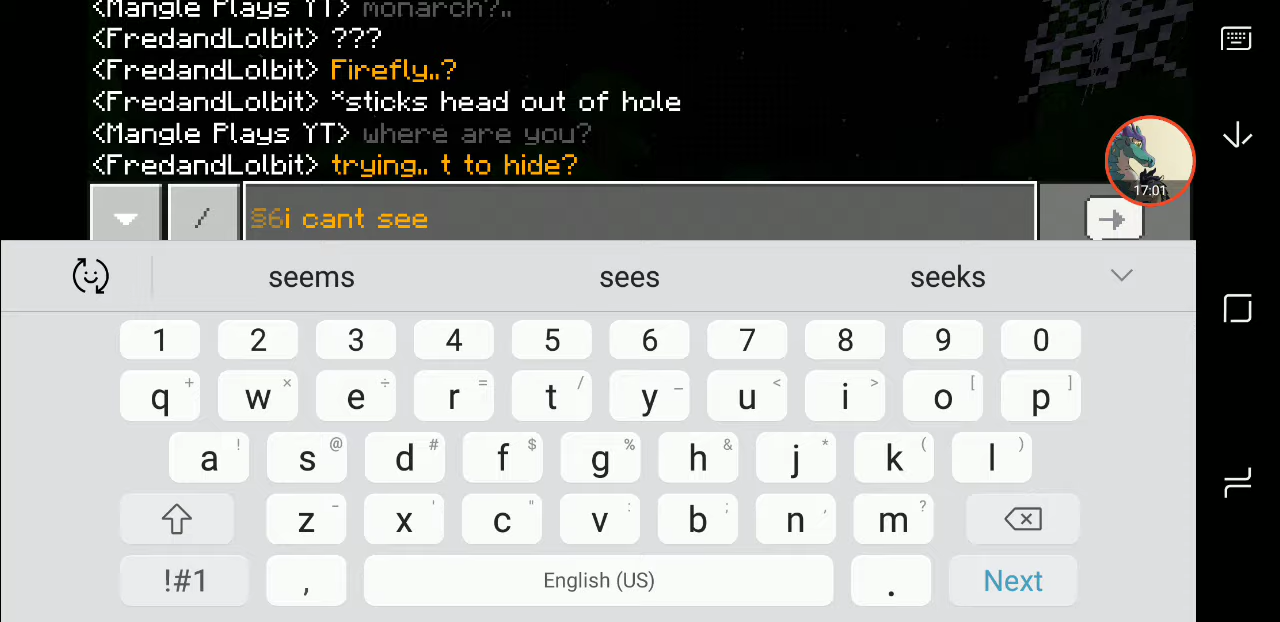 <Mangle Plays YT> monarch?..
<FredandLolbit> ???
<FredandLolbit> Firefly..?
<FredandLolbit> *sticks head out of hole
<Mangle Plays YT> where are you?
<FredandLolbit> trying.. t to hide?
17:01
/ §6i cant see
seems sees seeks
1 2 3 4 5 6 7 8 9 0
q + w × e ÷ r = t / y _ u < i > o [ p ]
a ! s @ d # f $ g % h & j * k ( l )
z - x ' c " v : b ; n , m ?
!#1 , English (US) . Next